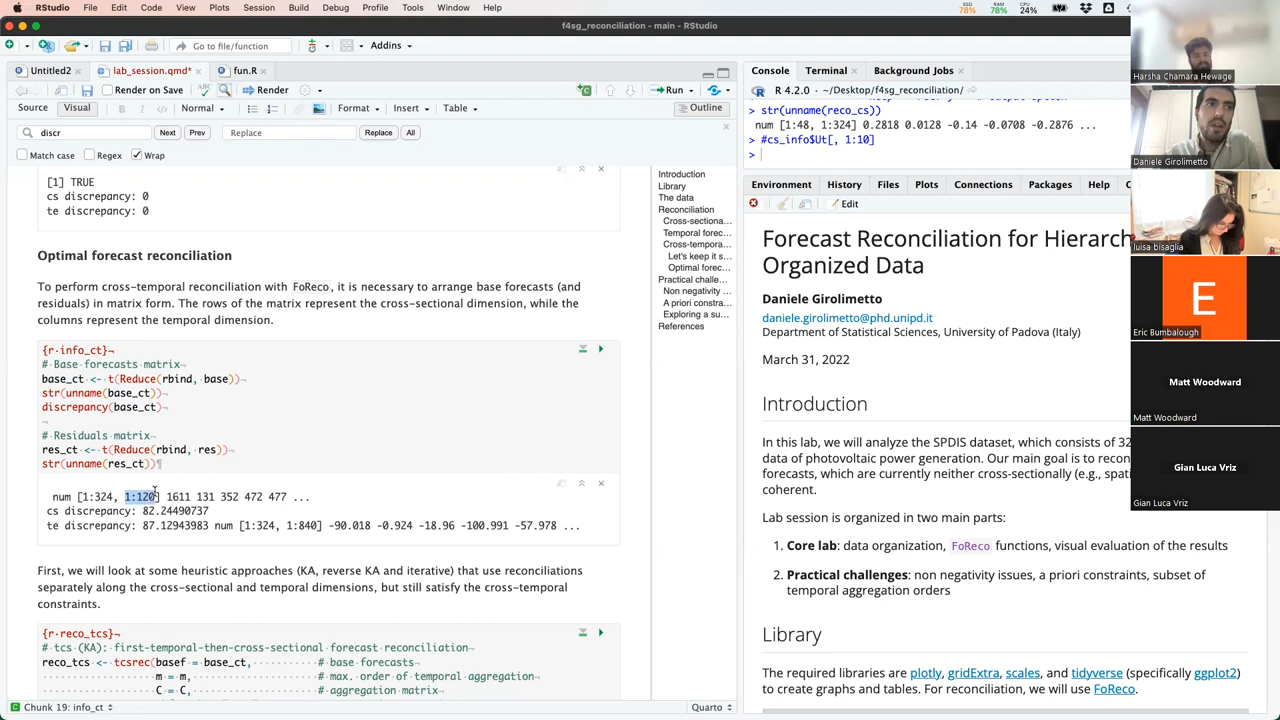 RStudio File Edit Code View Plots Session Build Debug Profile Tools Window Help
SSD 78% RAM 78% CPU 24%
f4sg_reconciliation - main - RStudio
Go to file/function Addins
Untitled2 lab_session.qmd* fun.R
Render on Save Render Run
Source Visual Normal Format Insert Table Outline
discr Next Prev Replace Replace All
Match case Regex Wrap
[1] TRUE
cs discrepancy: 0
te discrepancy: 0
Optimal forecast reconciliation
To perform cross-temporal reconciliation with FoReco, it is necessary to arrange base forecasts (and
residuals) in matrix form. The rows of the matrix represent the cross-sectional dimension, while the
columns represent the temporal dimension.
{r·info_ct}¬
#·Base·forecasts·matrix¬
base_ct·<-·t(Reduce(rbind,·base))¬
str(unname(base_ct))¬
discrepancy(base_ct)¬
¬
#·Residuals·matrix¬
res_ct·<-·t(Reduce(rbind,·res))¬
str(unname(res_ct))¶
num [1:324, 1:120] 1611 131 352 472 477 ...
cs discrepancy: 82.24490737
te discrepancy: 87.12943983 num [1:324, 1:840] -90.018 -0.924 -18.96 -100.991 -57.978 ...
First, we will look at some heuristic approaches (KA, reverse KA and iterative) that use reconciliations
separately along the cross-sectional and temporal dimensions, but still satisfy the cross-temporal
constraints.
{r·reco_tcs}¬
#·tcs·(KA):·first-temporal-then-cross-sectional·forecast·reconciliation¬
reco_tcs·<-·tcsrec(basef·=·base_ct,··········#·base·forecasts¬
m·=·m, #·max.·order·of·temporal·aggregation¬
C·=·C, #·aggregation·matrix¬
Chunk 19: info_ct Quarto
Introduction
Library
The data
Reconciliation
Cross-sectiona...
Temporal forec...
Cross-tempora...
Let's keep it s...
Optimal forec...
Practical challe...
Non negativity ...
A priori constra...
Exploring a su...
References
Console Terminal Background Jobs
R 4.2.0 · ~/Desktop/f4sg_reconciliation/
> str(unname(reco_cs))
num [1:48, 1:324] 0.2818 0.0128 -0.14 -0.0708 -0.2876 ...
> #cs_info$Ut[, 1:10]
>
Environment History Files Plots Connections Packages Help
Edit
Forecast Reconciliation for Hierarch
Organized Data
Daniele Girolimetto
daniele.girolimetto@phd.unipd.it
Department of Statistical Sciences, University of Padova (Italy)
March 31, 2022
Introduction
In this lab, we will analyze the SPDIS dataset, which consists of 32
data of photovoltaic power generation. Our main goal is to recon
forecasts, which are currently neither cross-sectionally (e.g., spati
coherent.
Lab session is organized in two main parts:
1. Core lab: data organization, FoReco functions, visual evaluation of the results
2. Practical challenges: non negativity issues, a priori constraints, subset of
temporal aggregation orders
Library
The required libraries are plotly, gridExtra, scales, and tidyverse (specifically ggplot2)
to create graphs and tables. For reconciliation, we will use FoReco.
Harsha Chamara Hewage
Daniele Girolimetto
luisa bisaglia
E
Eric Bumbalough
Matt Woodward
Matt Woodward
Gian Luca Vriz
Gian Luca Vriz